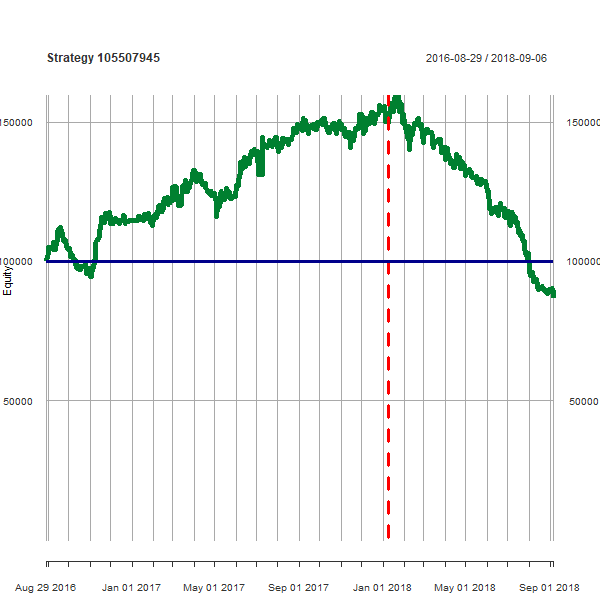 Strategy 105507945
2016-08-29 / 2018-09-06
150000
150000
100000
100000
Equity
50000
50000
Aug 29 2016
Jan 01 2017
May 01 2017
Sep 01 2017
Jan 01 2018
May 01 2018
Sep 01 2018